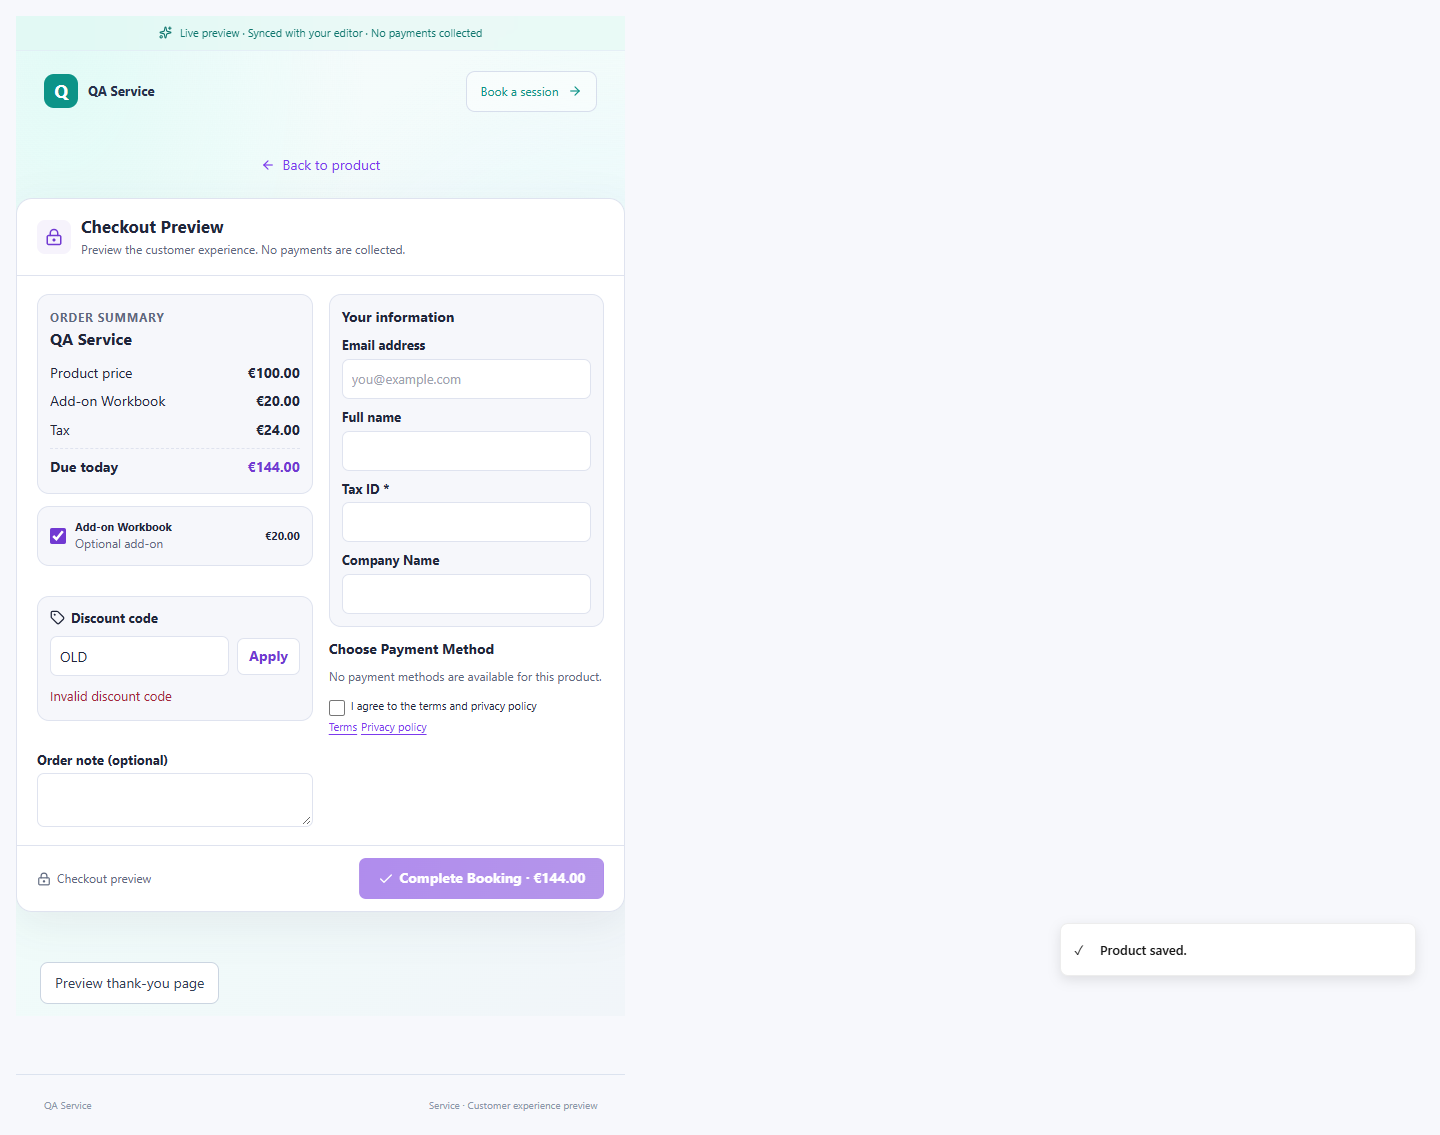 Live preview · Synced with your editor · No payments collected
Q QA Service
Book a session
Back to product
Checkout Preview
Preview the customer experience. No payments are collected.
ORDER SUMMARY
QA Service
Product price €100.00
Add-on Workbook €20.00
Tax €24.00
Due today €144.00
Add-on Workbook
Optional add-on
€20.00
Discount code
OLD
Apply
Invalid discount code
Order note (optional)
Your information
Email address
you@example.com
Full name
Tax ID *
Company Name
Choose Payment Method
No payment methods are available for this product.
I agree to the terms and privacy policy
Terms Privacy policy
Checkout preview
Complete Booking · €144.00
Product saved.
Preview thank-you page
QA Service
Service · Customer experience preview